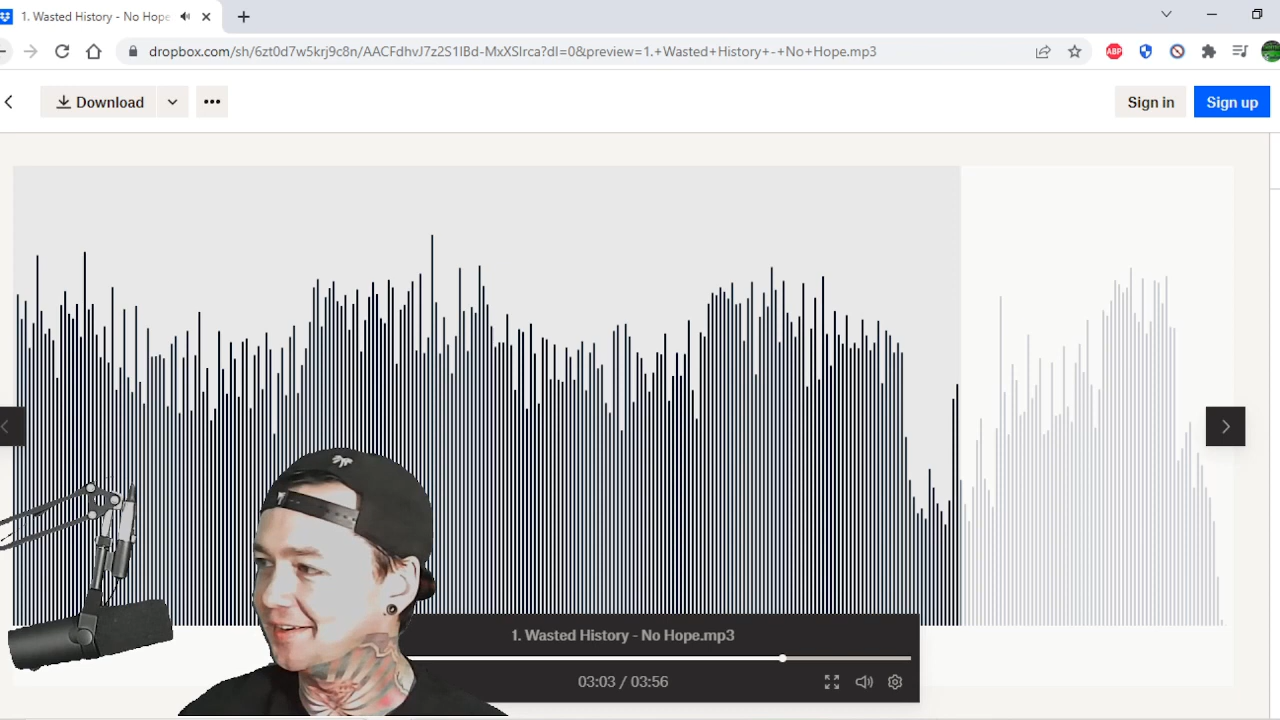 1. Wasted History - No Hope
dropbox.com/sh/6zt0d7w5krj9c8n/AACFdhvJ7z2S1lBd-MxXSlrca?dl=0&preview=1.+Wasted+History+-+No+Hope.mp3
ABP
Download
Sign in
Sign up
1. Wasted History - No Hope.mp3
03:03 / 03:56